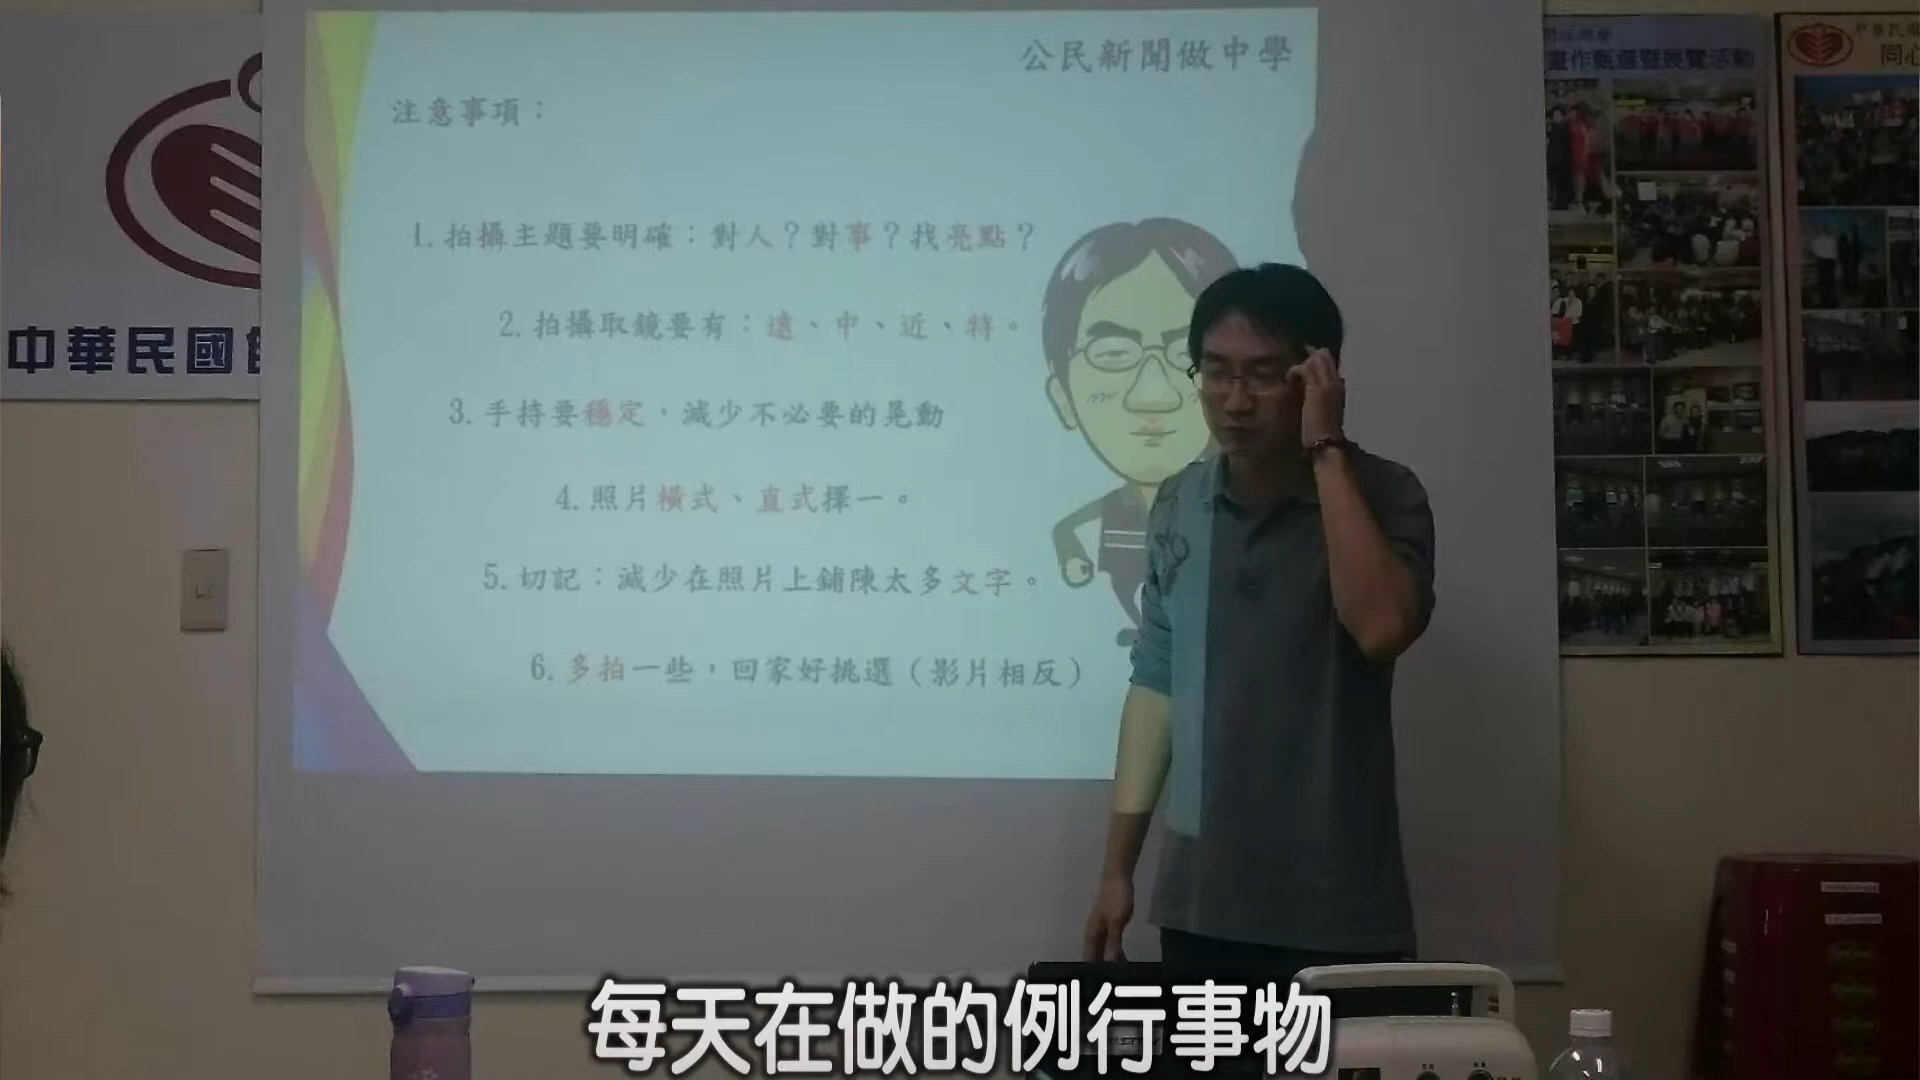 公民新聞做中學
注意事項：
1.拍攝主題要明確：對人？對事？找亮點？
2.拍攝取鏡要有：遠、中、近、特。
3.手持要穩定，減少不必要的晃動
4.照片橫式、直式擇一。
5.切記：減少在照片上鋪陳太多文字。
6.多拍一些，回家好挑選（影片相反）
中華民國
中華民國
同心
每天在做的例行事物